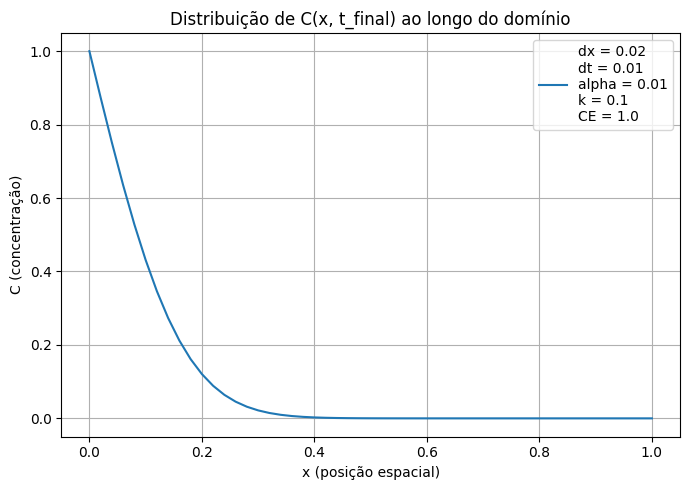 Distribuição de C(x, t_final) ao longo do domínio
C (concentração)
1.0
0.8
0.6
0.4
0.2
0.0
dx = 0.02
dt = 0.01
alpha = 0.01
k = 0.1
CE = 1.0
0.0
0.2
0.4
0.6
0.8
1.0
x (posição espacial)